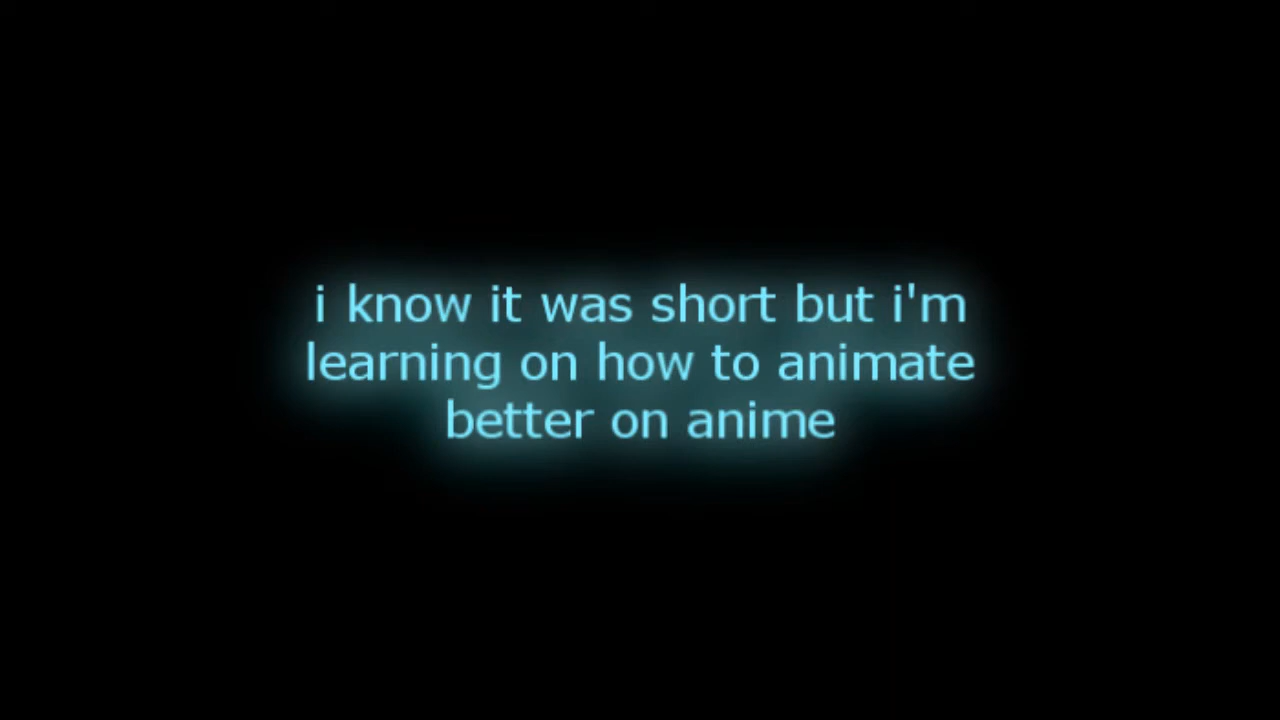 i know it was short but i'm
learning on how to animate
better on anime